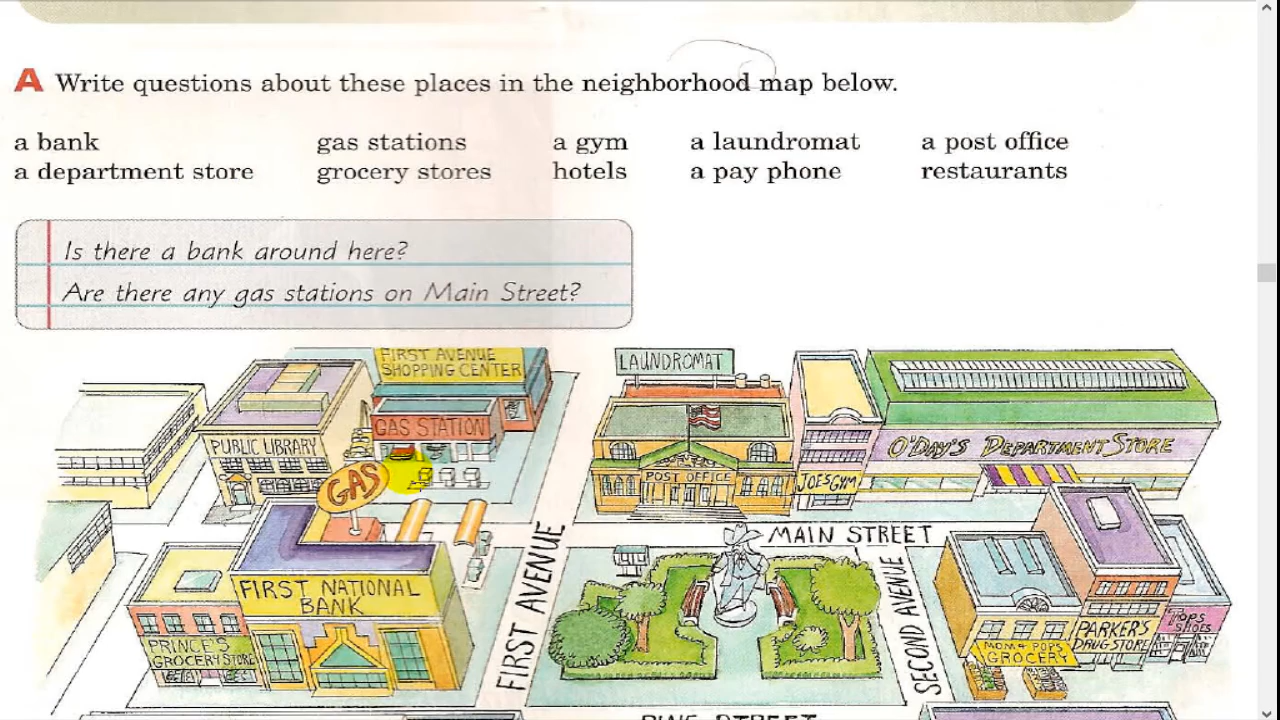 A Write questions about these places in the neighborhood map below.
a bank gas stations a gym a laundromat a post office
a department store grocery stores hotels a pay phone restaurants
Is there a bank around here?
Are there any gas stations on Main Street?
FIRST AVENUE
SHOPPING CENTER
LAUNDROMAT
GAS STATION
PUBLIC LIBRARY
O'DAY'S DEPARTMENT STORE
GAS
POST OFFICE
JOE'S GYM
MAIN STREET
FIRST NATIONAL
BANK
FIRST AVENUE
SECOND AVENUE
PRINCE'S
GROCERY STORE
MOM & POP'S
GROCERY
PARKER'S
DRUG STORE
POPS
SHOES
PINE STREET